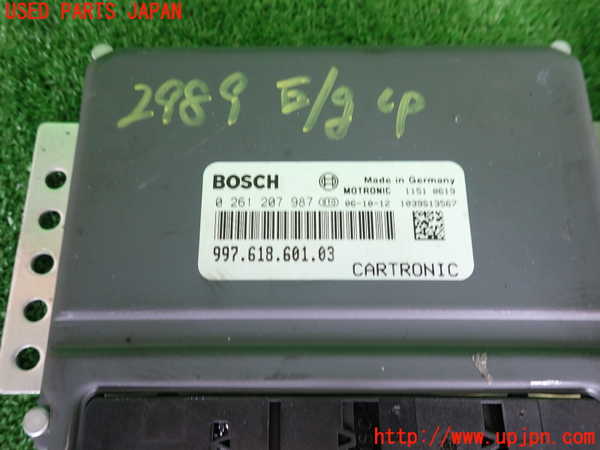 USED PARTS JAPAN
2989 E/g cp
BOSCH Made in Germany
MOTRONIC 1151 0619
0 261 207 987 06-10-12 1039S13567
997.618.601.03
CARTRONIC
http://www.upjpn.com